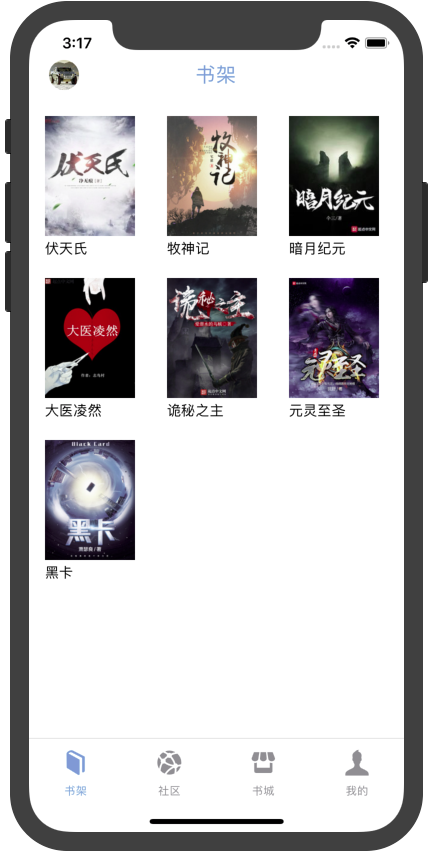 3:17
书架
伏天氏
净无痕
伏天氏
牧神记
牧神记
暗月纪元
暗月纪元
大医凌然
大医凌然
诡秘之主
诡秘之主
元灵至圣
元灵至圣
Black Card
黑卡
黑卡
书架
社区
书城
我的